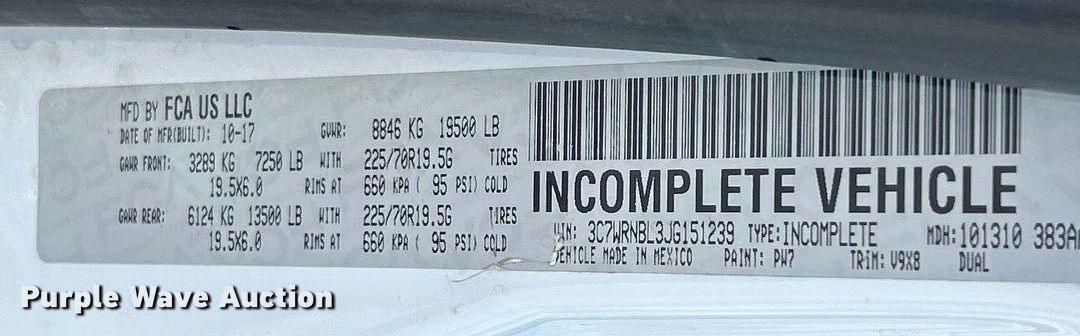 MFD BY FCA US LLC
DATE OF MFR(BUILT): 10-17 GVWR: 8846 KG 19500 LB
GAWR FRONT: 3289 KG 7250 LB WITH 225/70R19.5G TIRES
19.5X6.0 RIMS AT 660 KPA ( 95 PSI) COLD
GAWR REAR: 6124 KG 13500 LB WITH 225/70R19.5G TIRES
19.5X6.0 RIMS AT 660 KPA ( 95 PSI) COLD
INCOMPLETE VEHICLE
VIN: 3C7WRNBL3JG151239 TYPE:INCOMPLETE MDH:101310 383A
VEHICLE MADE IN MEXICO PAINT: PW7 TRIM: V9X8 DUAL
Purple Wave Auction